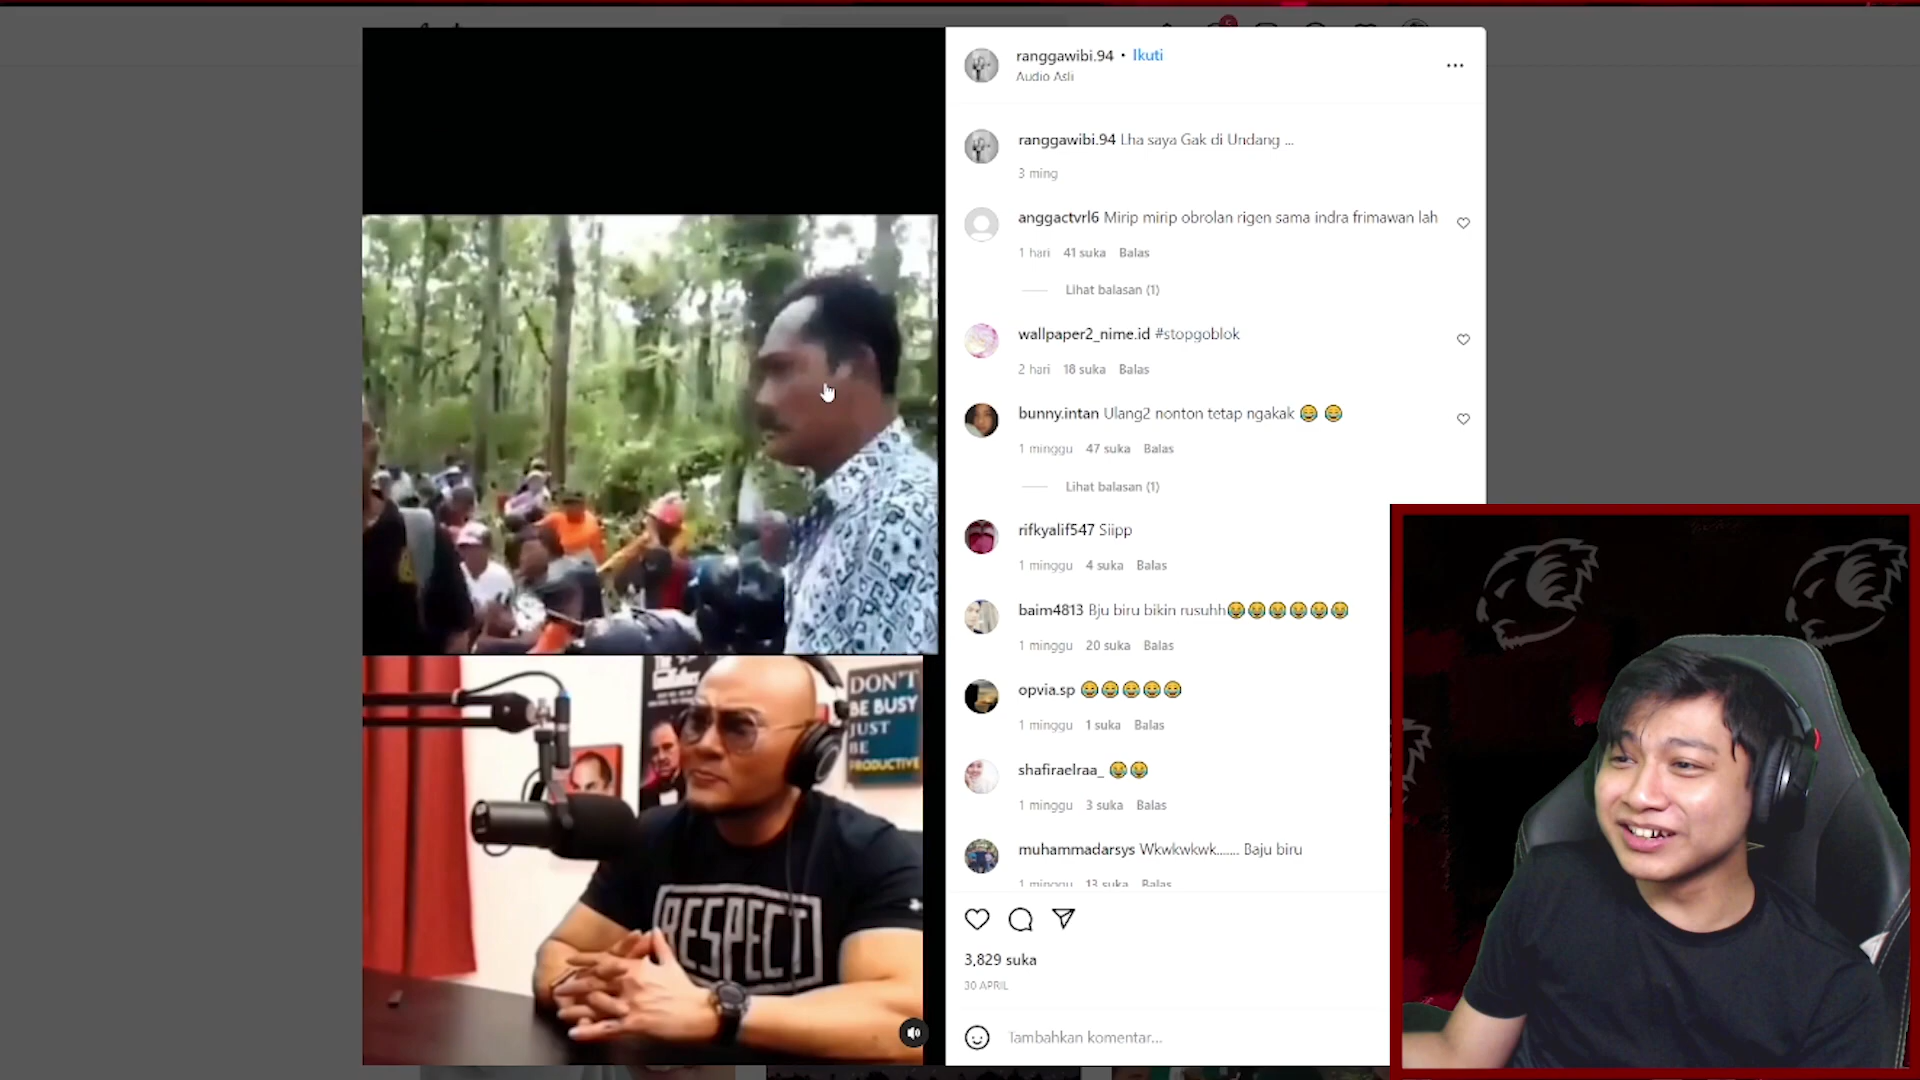 ranggawibi.94 • Ikuti
Audio Asli
ranggawibi.94 Lha saya Gak di Undang ...
3 ming
anggactvrl6 Mirip mirip obrolan rigen sama indra frimawan lah
1 hari 41 suka Balas
Lihat balasan (1)
wallpaper2_nime.id #stopgoblok
2 hari 18 suka Balas
bunny.intan Ulang2 nonton tetap ngakak 😂 😂
1 minggu 47 suka Balas
Lihat balasan (1)
rifkyalif547 Siipp
1 minggu 4 suka Balas
baim4813 Bju biru bikin rusuhh😂😂😂😂😂😂
1 minggu 20 suka Balas
opvia.sp 😂😂😂😂😂
1 minggu 1 suka Balas
shafiraelraa_ 😂😂
1 minggu 3 suka Balas
muhammadarsys Wkwkwkwk....... Baju biru
1 minggu 13 suka Balas
3,829 suka
30 APRIL
Tambahkan komentar...
DON'T
BE BUSY
JUST
BE
PRODUCTIVE
RESPECT